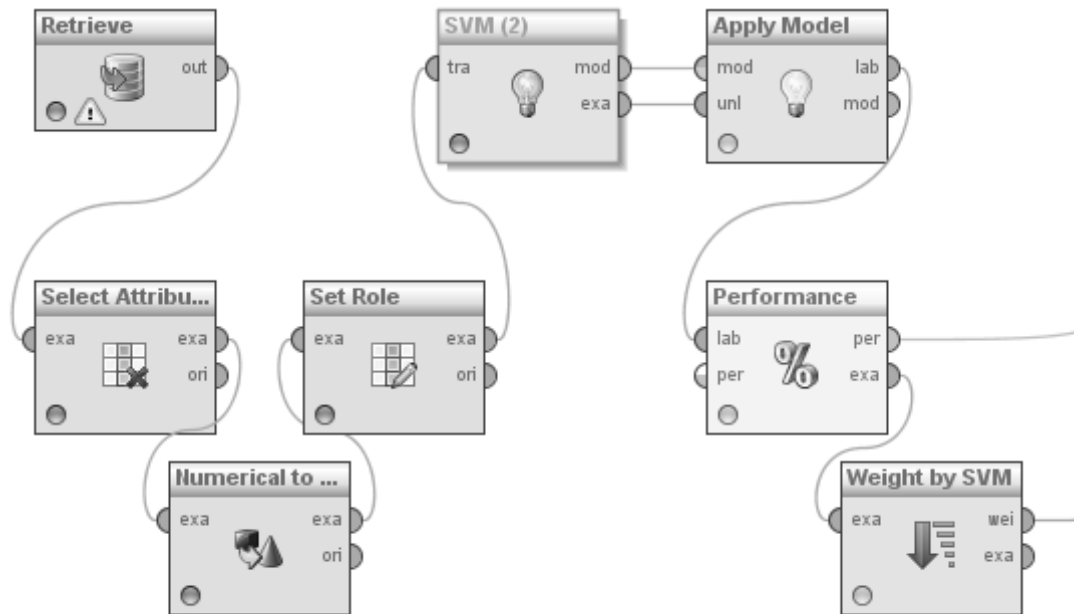 Retrieve
out
SVM (2)
tra mod
exa
Apply Model
mod lab
unl mod
Select Attribu...
exa exa
ori
Set Role
exa exa
ori
Performance
lab per
per exa
Numerical to ...
exa exa
ori
Weight by SVM
exa wei
exa